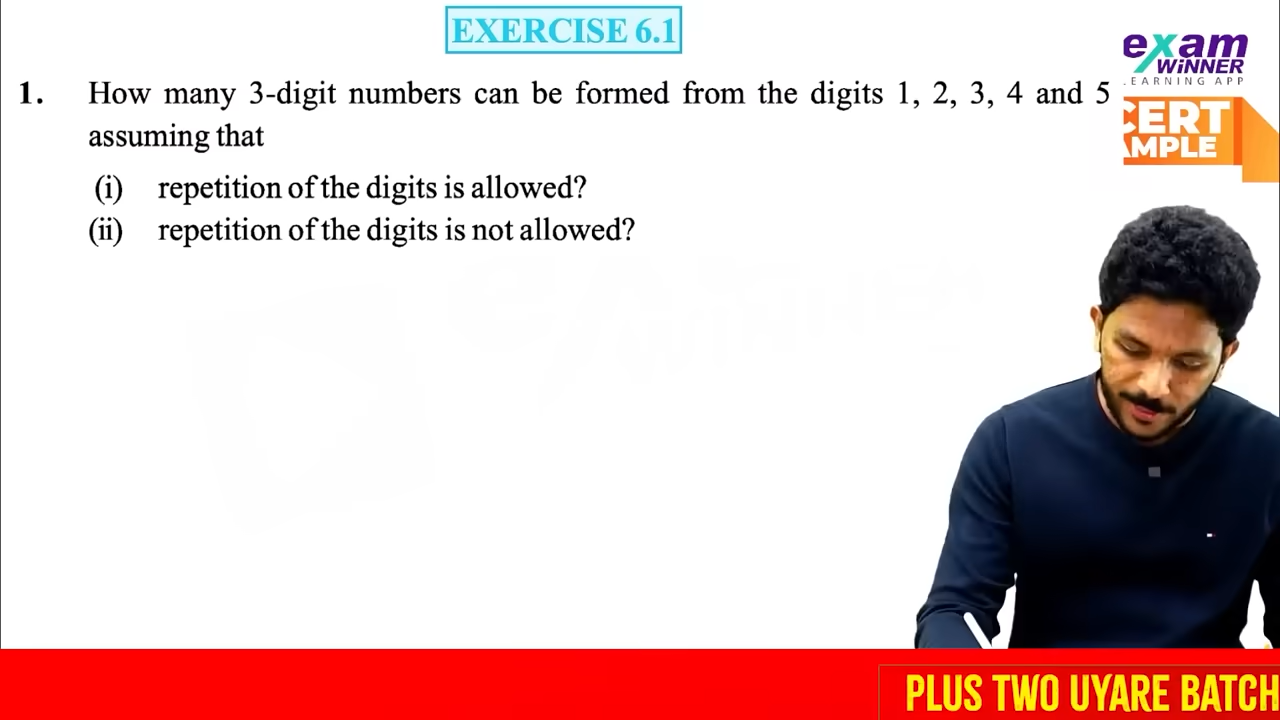 EXERCISE 6.1
exam
WiNNER
LEARNING APP
1. How many 3-digit numbers can be formed from the digits 1, 2, 3, 4 and 5
assuming that
CERT
AMPLE
(i) repetition of the digits is allowed?
(ii) repetition of the digits is not allowed?
PLUS TWO UYARE BATCH